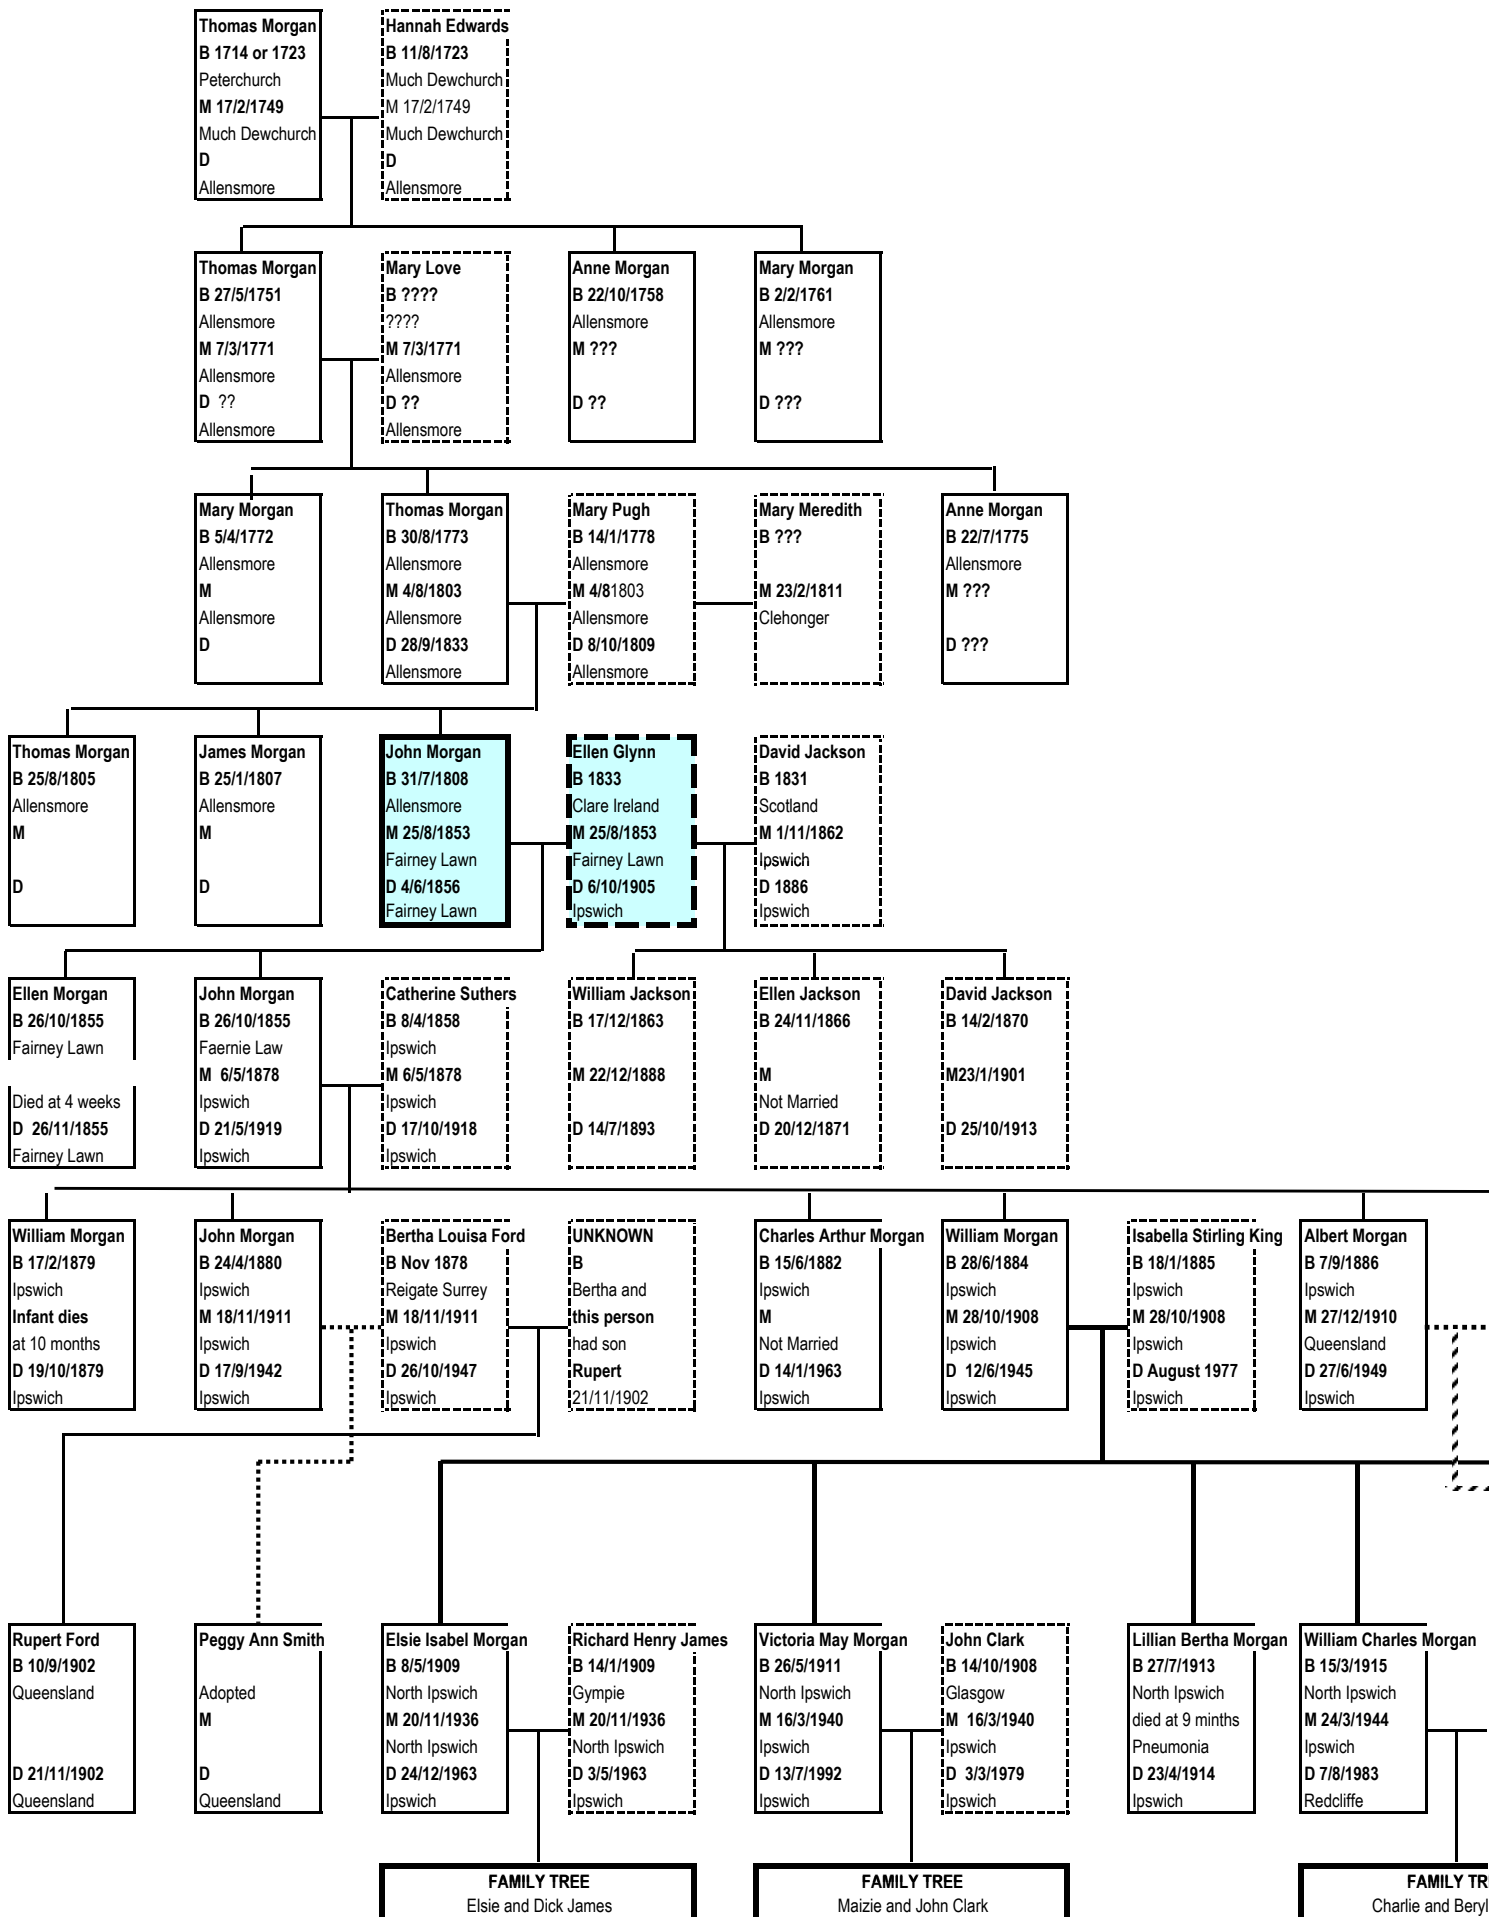 Thomas Morgan
B 1714 or 1723
Peterchurch
M 17/2/1749
Much Dewchurch
D
Allensmore
Hannah Edwards
B 11/8/1723
Much Dewchurch
M 17/2/1749
Much Dewchurch
D
Allensmore
Thomas Morgan
B 27/5/1751
Allensmore
M 7/3/1771
Allensmore
D ??
Allensmore
Mary Love
B ????
????
M 7/3/1771
Allensmore
D ??
Allensmore
Anne Morgan
B 22/10/1758
Allensmore
M ???
D ??
Mary Morgan
B 2/2/1761
Allensmore
M ???
D ???
Mary Morgan
B 5/4/1772
Allensmore
M
Allensmore
D
Thomas Morgan
B 30/8/1773
Allensmore
M 4/8/1803
Allensmore
D 28/9/1833
Allensmore
Mary Pugh
B 14/1/1778
Allensmore
M 4/81803
Allensmore
D 8/10/1809
Allensmore
Mary Meredith
B ???
M 23/2/1811
Clehonger
Anne Morgan
B 22/7/1775
Allensmore
M ???
D ???
Thomas Morgan
B 25/8/1805
Allensmore
M
D
James Morgan
B 25/1/1807
Allensmore
M
D
John Morgan
B 31/7/1808
Allensmore
M 25/8/1853
Fairney Lawn
D 4/6/1856
Fairney Lawn
Ellen Glynn
B 1833
Clare Ireland
M 25/8/1853
Fairney Lawn
D 6/10/1905
Ipswich
David Jackson
B 1831
Scotland
M 1/11/1862
Ipswich
D 1886
Ipswich
Ellen Morgan
B 26/10/1855
Fairney Lawn
Died at 4 weeks
D 26/11/1855
Fairney Lawn
John Morgan
B 26/10/1855
Faernie Law
M 6/5/1878
Ipswich
D 21/5/1919
Ipswich
Catherine Suthers
B 8/4/1858
Ipswich
M 6/5/1878
Ipswich
D 17/10/1918
Ipswich
William Jackson
B 17/12/1863
M 22/12/1888
D 14/7/1893
Ellen Jackson
B 24/11/1866
M
Not Married
D 20/12/1871
David Jackson
B 14/2/1870
M23/1/1901
D 25/10/1913
William Morgan
B 17/2/1879
Ipswich
Infant dies
at 10 months
D 19/10/1879
Ipswich
John Morgan
B 24/4/1880
Ipswich
M 18/11/1911
Ipswich
D 17/9/1942
Ipswich
Bertha Louisa Ford
B Nov 1878
Reigate Surrey
M 18/11/1911
Ipswich
D 26/10/1947
Ipswich
UNKNOWN
B
Bertha and
this person
had son
Rupert
21/11/1902
Charles Arthur Morgan
B 15/6/1882
Ipswich
M
Not Married
D 14/1/1963
Ipswich
William Morgan
B 28/6/1884
Ipswich
M 28/10/1908
Ipswich
D 12/6/1945
Ipswich
Isabella Stirling King
B 18/1/1885
Ipswich
M 28/10/1908
Ipswich
D August 1977
Ipswich
Albert Morgan
B 7/9/1886
Ipswich
M 27/12/1910
Queensland
D 27/6/1949
Ipswich
Rupert Ford
B 10/9/1902
Queensland
D 21/11/1902
Queensland
Peggy Ann Smith
Adopted
M
D
Queensland
Elsie Isabel Morgan
B 8/5/1909
North Ipswich
M 20/11/1936
North Ipswich
D 24/12/1963
Ipswich
Richard Henry James
B 14/1/1909
Gympie
M 20/11/1936
North Ipswich
D 3/5/1963
Ipswich
Victoria May Morgan
B 26/5/1911
North Ipswich
M 16/3/1940
Ipswich
D 13/7/1992
Ipswich
John Clark
B 14/10/1908
Glasgow
M 16/3/1940
Ipswich
D 3/3/1979
Ipswich
Lillian Bertha Morgan
B 27/7/1913
North Ipswich
died at 9 minths
Pneumonia
D 23/4/1914
Ipswich
William Charles Morgan
B 15/3/1915
North Ipswich
M 24/3/1944
Ipswich
D 7/8/1983
Redcliffe
FAMILY TREE
Elsie and Dick James
FAMILY TREE
Maizie and John Clark
FAMILY TR
Charlie and Beryl